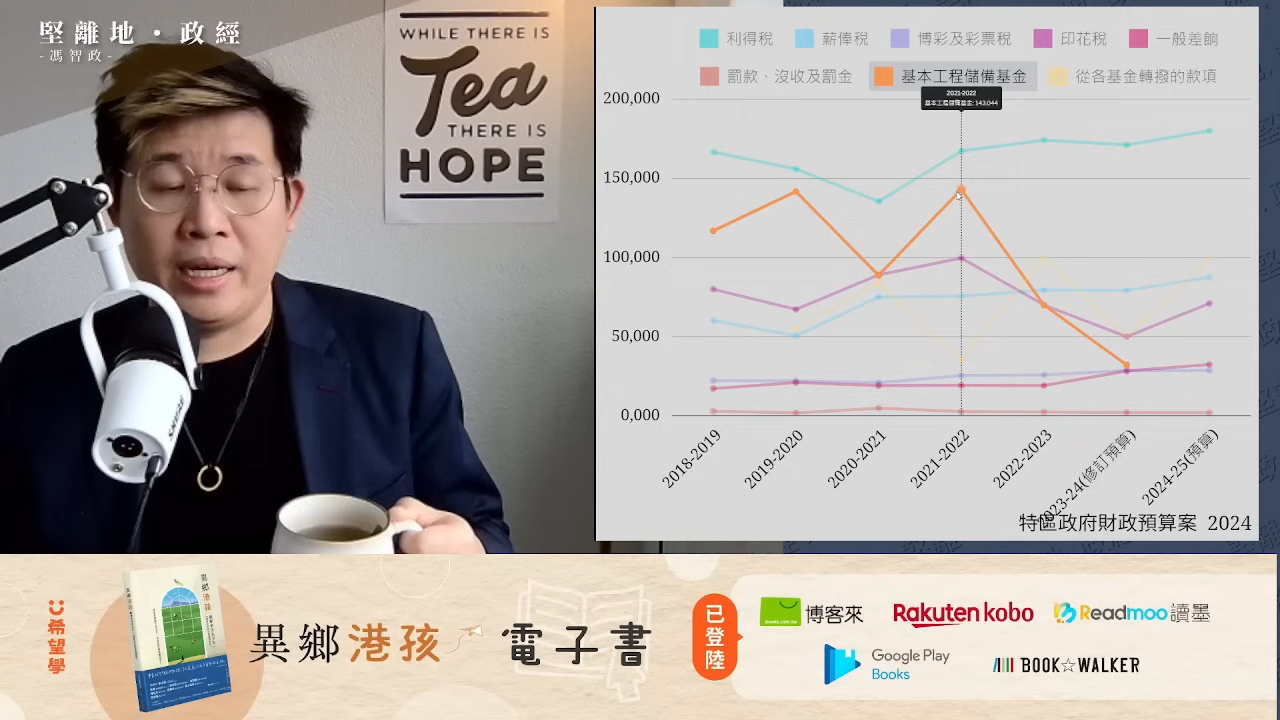 堅離地・政經
-馮智政-
WHILE THERE IS
Tea
THERE IS
HOPE
SHURE
利得稅
薪俸稅
博彩及彩票稅
印花稅
一般差餉
罰款、沒收及罰金
基本工程儲備基金
從各基金轉撥的款項
2021-2022
基本工程儲備基金: 143,044
200,000
150,000
100,000
50,000
0,000
2018-2019
2019-2020
2020-2021
2021-2022
2022-2023
2023-24(修訂預算)
2024-25(預算)
特區政府財政預算案 2024
希望學
異鄉港孩
異鄉港孩 電子書
已登陸
博客來
Rakuten kobo
Readmoo 讀墨
Google Play
Books
BOOK☆WALKER